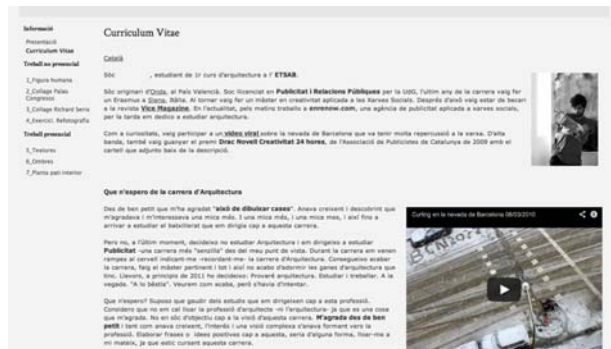 Informació
Presentació
Curriculum Vitae
Treball no presencial
1_Figura humana
2_Collage Palau
Congressos
3_Collage Richard Serra
4_Exercici. Refotografia
Treball presencial
5_Textures
6_Ombres
7_Planta pati interior
Curriculum Vitae
Català
Sóc , estudiant de 1r curs d'arquitectura a l' ETSAB.
Sóc originari d'Onda, al País Valencià. Soc llicenciat en Publicitat i Relacions Públiques per la UdG, l'últim any de la carrera vaig fer
un Erasmus a Siena, Itàlia. Al tornar vaig fer un màster en creativitat aplicada a les Xarxes Socials. Després d'això vaig estar de becari
a la revista Vice Magazine. En l'actualitat, pels matins treballo a enrenow.com, una agència de publicitat aplicada a xarxes socials,
per la tarda em dedico a estudiar arquitectura.
Com a curiositats, veig participar a un video viral sobre la nevada de Barcelona que va tenir molta repercussió a la xarxa. D'alta
banda, també vaig guanyar el premi Drac Novell Creativitat 24 hores, de l'Associació de Publicistes de Catalunya de 2009 amb el
cartell que adjunto baix de la descripció.
Que n'espero de la carrera d'Arquitectura
Des de ben petit que m'ha agradat "això de dibuixar cases". Anava creixent i descobrint que
m'agradava i m'interessava una mica més. I una mica més, i una mica mes, i així fins a
arrivar a estudiar el batxillerat que em dirigia cap a aquesta carrera.
Pero no, a l'últim moment, decideixo no estudiar Arquitectura i em dirigeixo a estudiar
Publicitat -una carrera més "senzilla" des del meu punt de vista. Durant la carrera em venen
rampes al cervell indicant-me -recordant-me- la carrera d'Arquitectura. Consegueixo acabar
la carrera, faig el màster pertinent i tot i així no acabo d'adormir les ganes d'arquitectura que
tinc. Llavors, a principis de 2011 ho decideixo: Provaré arquitectura. Estudiar i treballar. A la
vegada. "A lo bèstia". Veurem com acaba, però s'havia d'intentar.
Que n'espero? Suposo que gaudir dels estudis que em dirigeixen cap a esta professió.
Considero que no em cal lloar la professió d'arquitecte -ni l'arquitectura- ja que es una cosa
que m'agrada. No en sóc d'objectiu cap a la visió d'aquesta carrera. M'agrada des de ben
petit i tant com anava creixent, l'interés i una visió complexa s'anava formant vers la
professió. Elaborar frases o idees positives cap a aquesta, seria d'alguna forma, lloar-me a
mi mateix, ja que estic cursant aquesta carrera.
Curling en la nevada de Barcelona 08/03/2010